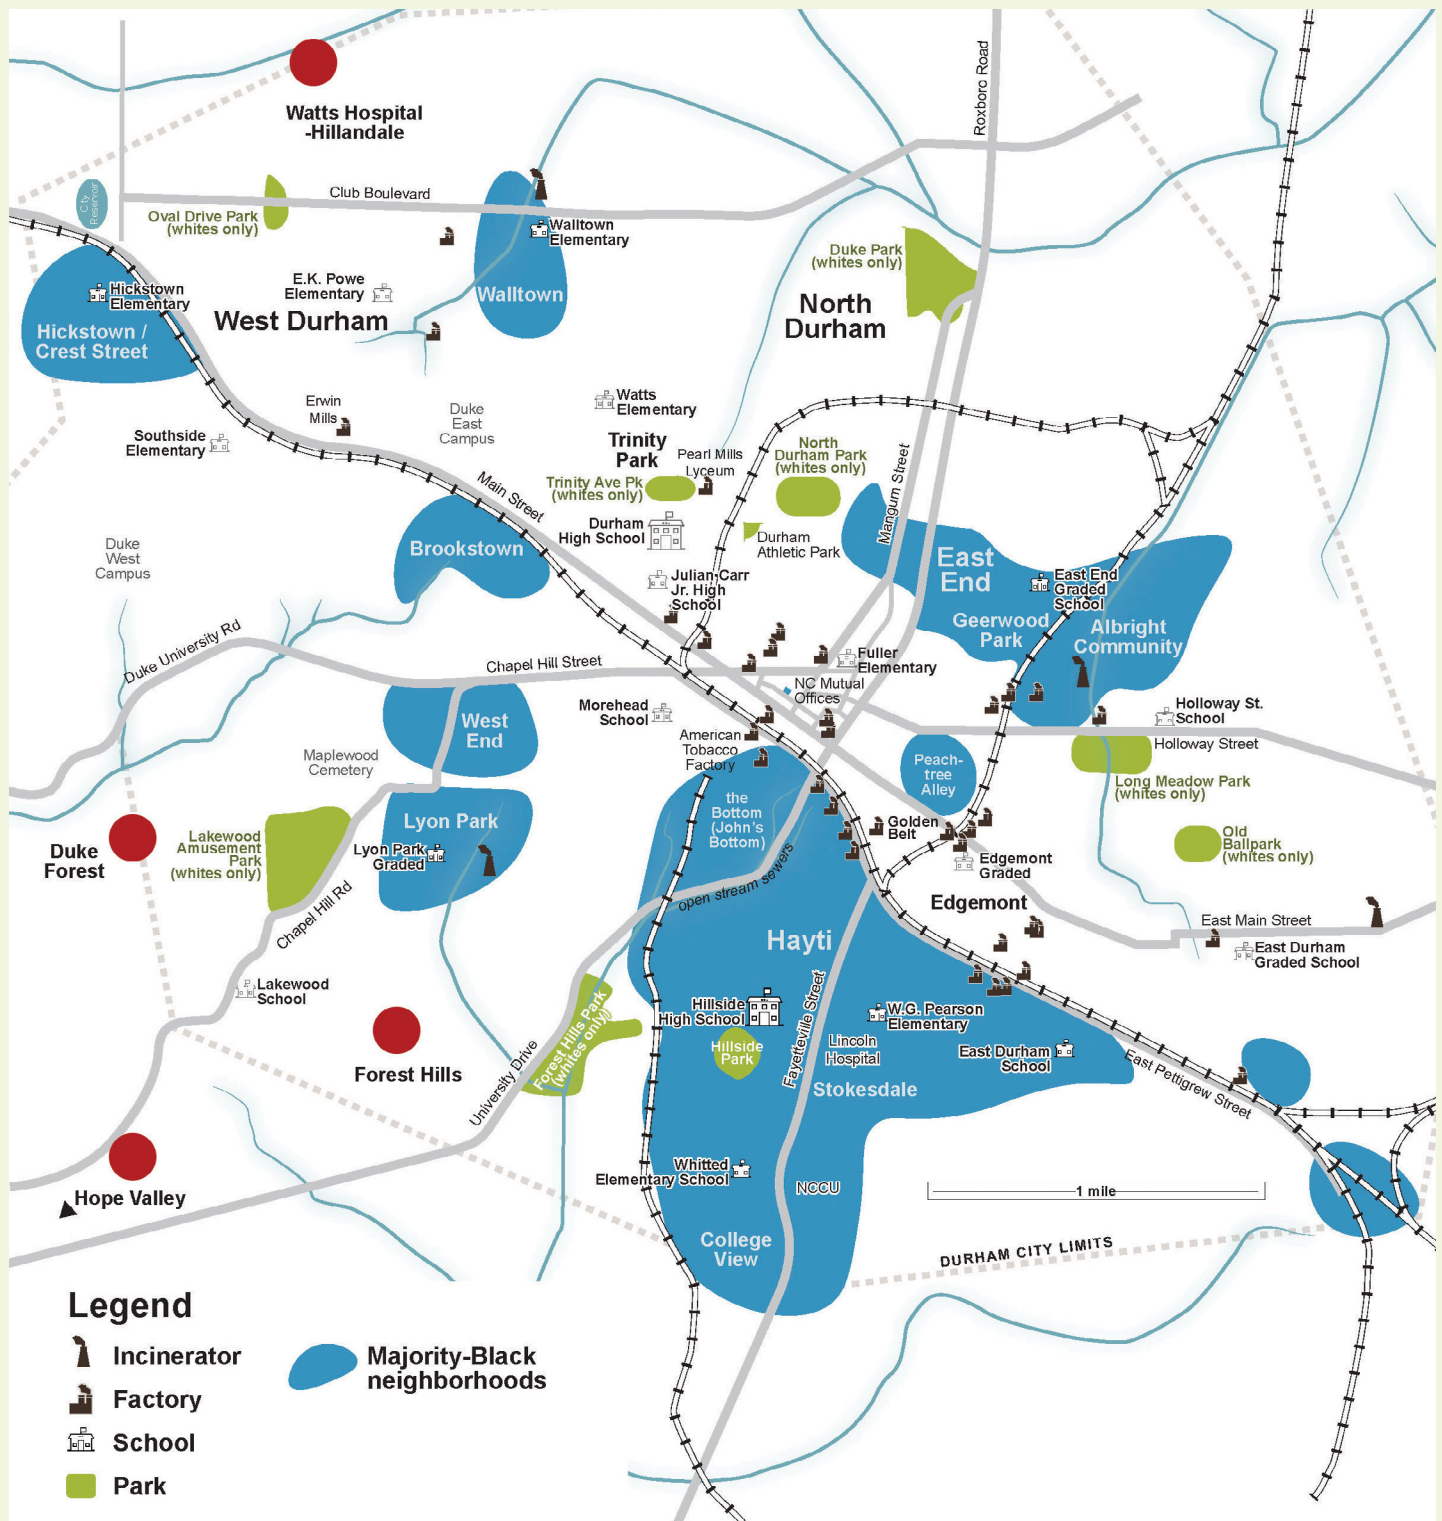 Roxboro Road
Watts Hospital
-Hillandale
City
Reservoir
Club Boulevard
Oval Drive Park
(whites only)
Walltown
Elementary
Duke Park
(whites only)
E.K. Powe
Elementary
Hickstown
Elementary
Walltown
West Durham
North
Durham
Hickstown /
Crest Street
Erwin
Mills
Duke
East
Campus
Watts
Elementary
Southside
Elementary
Trinity
Park
Pearl Mills
Lyceum
North
Durham Park
(whites only)
Mangum Street
Trinity Ave Pk
(whites only)
Main Street
Durham
High School
Durham
Athletic Park
Duke
West
Campus
Brookstown
East
End
East End
Graded
School
Julian Carr
Jr. High
School
Geerwood
Park
Albright
Community
Duke University Rd
Chapel Hill Street
Fuller
Elementary
NC Mutual
Offices
Morehead
School
Holloway St.
School
West
End
American
Tobacco
Factory
Holloway Street
Maplewood
Cemetery
Peach-
tree
Alley
Long Meadow Park
(whites only)
the
Bottom
(John's
Bottom)
Lyon Park
Golden
Belt
Lakewood
Amusement
Park
(whites only)
Lyon Park
Graded
Old
Ballpark
(whites only)
Duke
Forest
Edgemont
Graded
open stream sewers
Chapel Hill Rd
Edgemont
East Main Street
Hayti
East Durham
Graded School
Lakewood
School
Fayetteville Street
Hillside
High School
W.G. Pearson
Elementary
Forest Hills Park
(whites only)
Hillside
Park
Lincoln
Hospital
East Durham
School
Forest Hills
University Drive
Stokesdale
East Pettigrew Street
Whitted
Elementary School
NCCU
1 mile
Hope Valley
College
View
DURHAM CITY LIMITS
Legend
Incinerator
Factory
School
Park
Majority-Black
neighborhoods